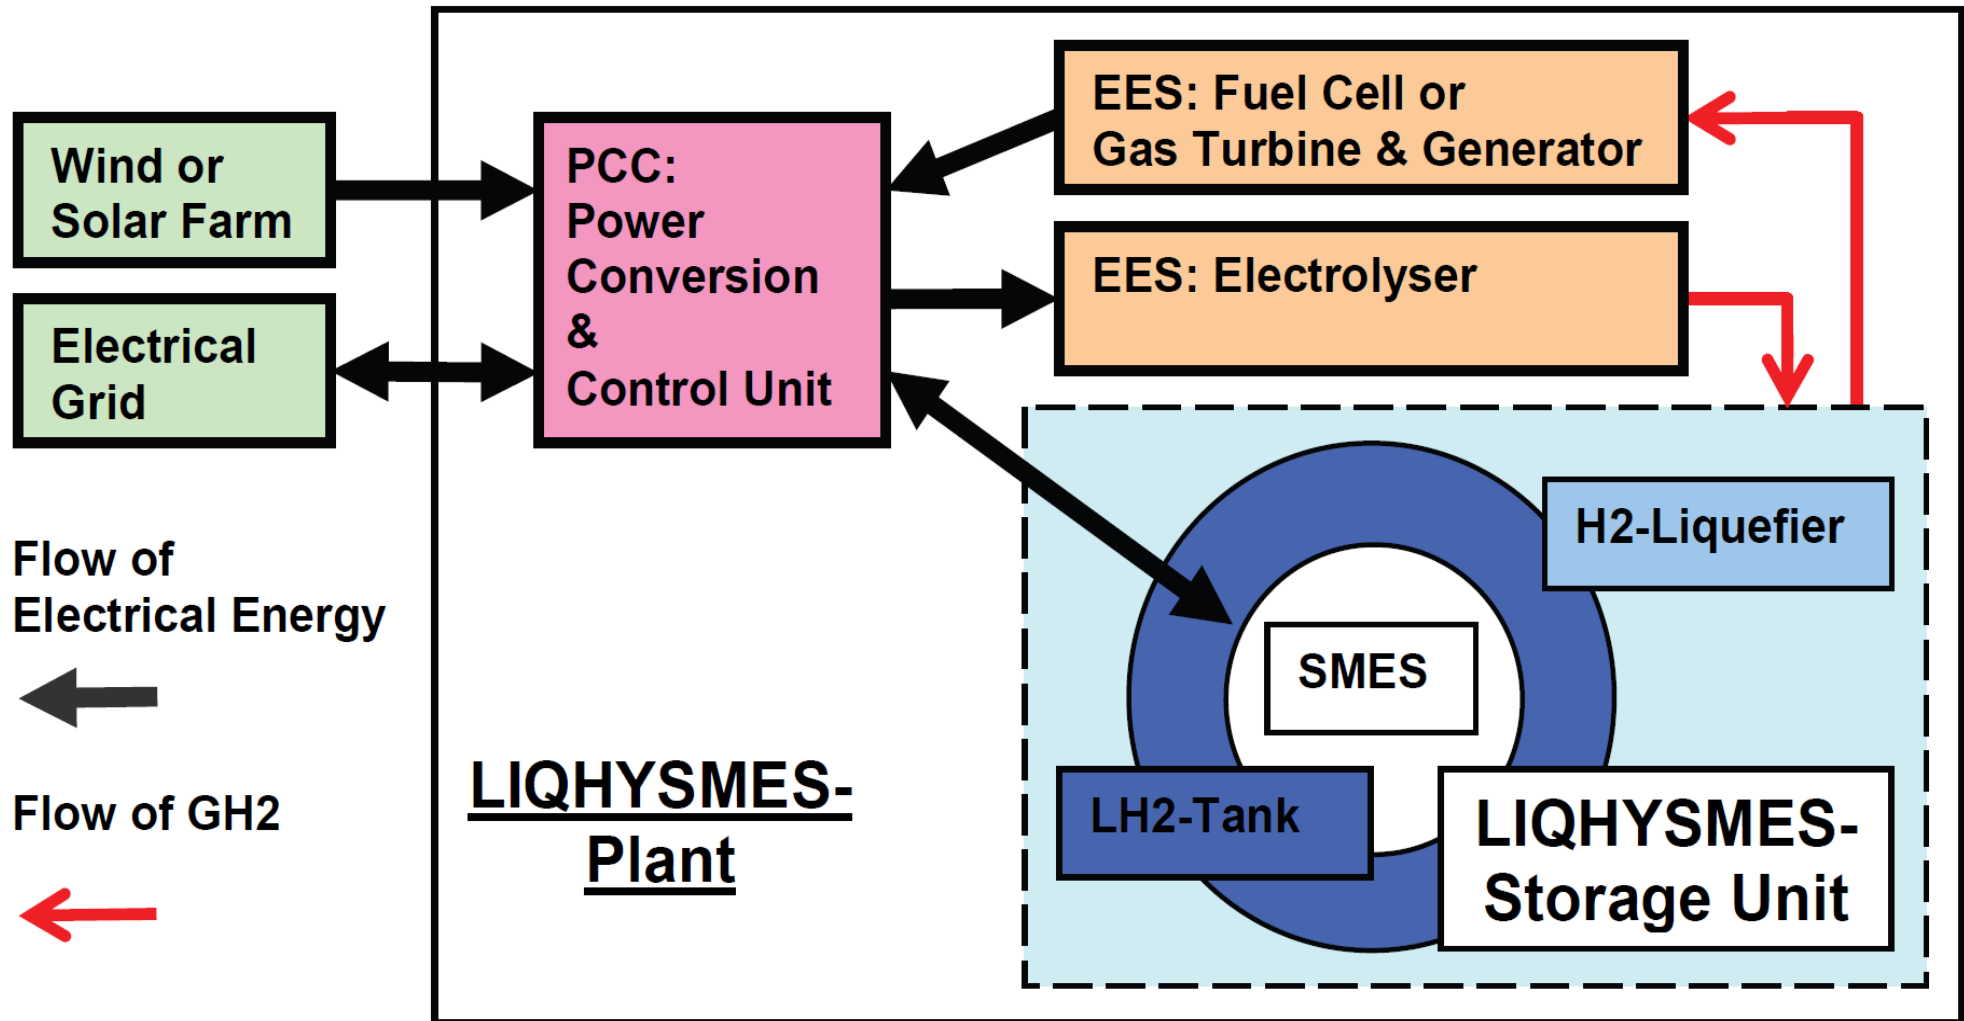 Wind or
Solar Farm
Electrical
Grid
Flow of
Electrical Energy
Flow of GH2
PCC:
Power
Conversion
&
Control Unit
EES: Fuel Cell or
Gas Turbine & Generator
EES: Electrolyser
H2-Liquefier
SMES
LH2-Tank
LIQHYSMES-
Storage Unit
LIQHYSMES-
Plant